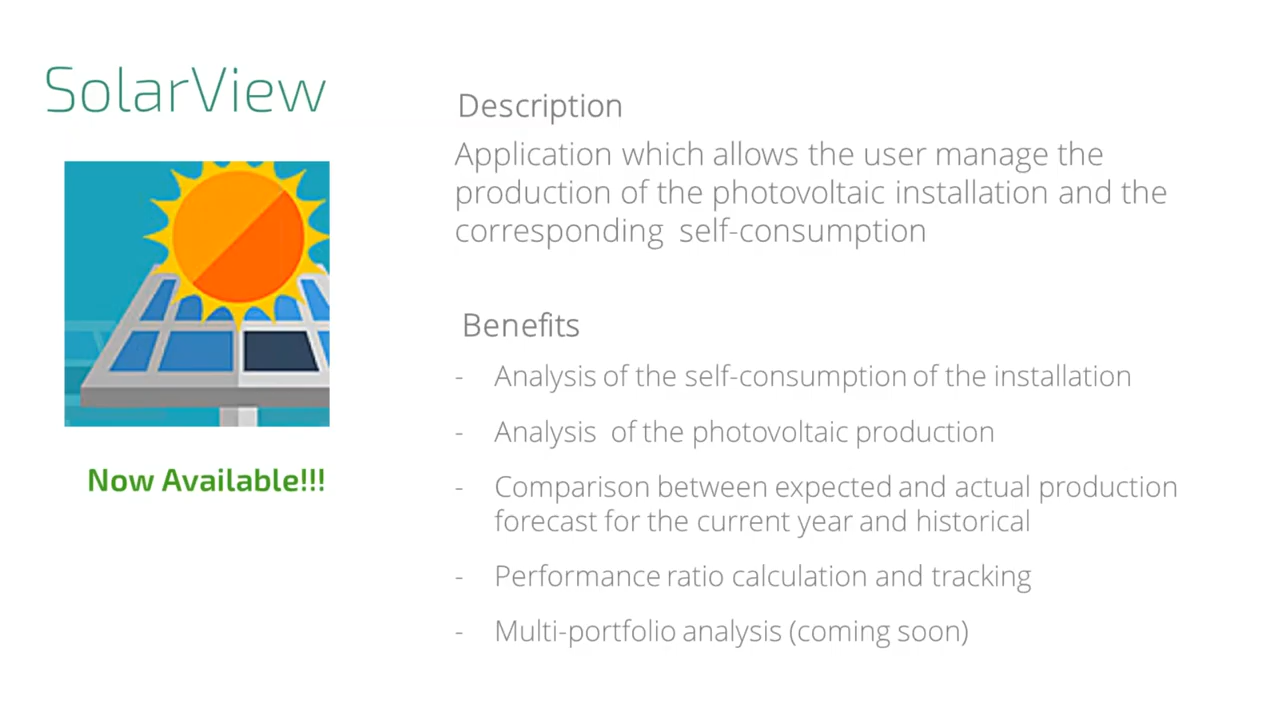 SolarView
Now Available!!!
Description
Application which allows the user manage the
production of the photovoltaic installation and the
corresponding  self-consumption
Benefits
- Analysis of the self-consumption of the installation
- Analysis  of the photovoltaic production
- Comparison between expected and actual production
forecast for the current year and historical
- Performance ratio calculation and tracking
- Multi-portfolio analysis (coming soon)